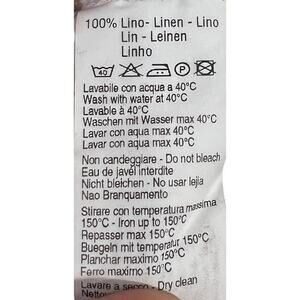 100% Lino- Linen - Lino
Lin - Leinen
Linho
40 P
Lavabile con acqua a 40°C
Wash with water at 40°C
Lavable à 40°C
Waschen mit Wasser max 40°C
Lavar con aqua max 40°C
Lavar com aqua max 40°C
Non candeggiare - Do not bleach
Eau de javel interdite
Nicht bleichen - No usar lejia
Nao Branquamento
Stirare con temperatura massima
150°C - Iron up to 150°C
Repasser max 150°C
Buegeln mit temperatur 150°C
Planchar maximo 150°C
Ferro maximo 150°C
Lavare a secco - Dry clean